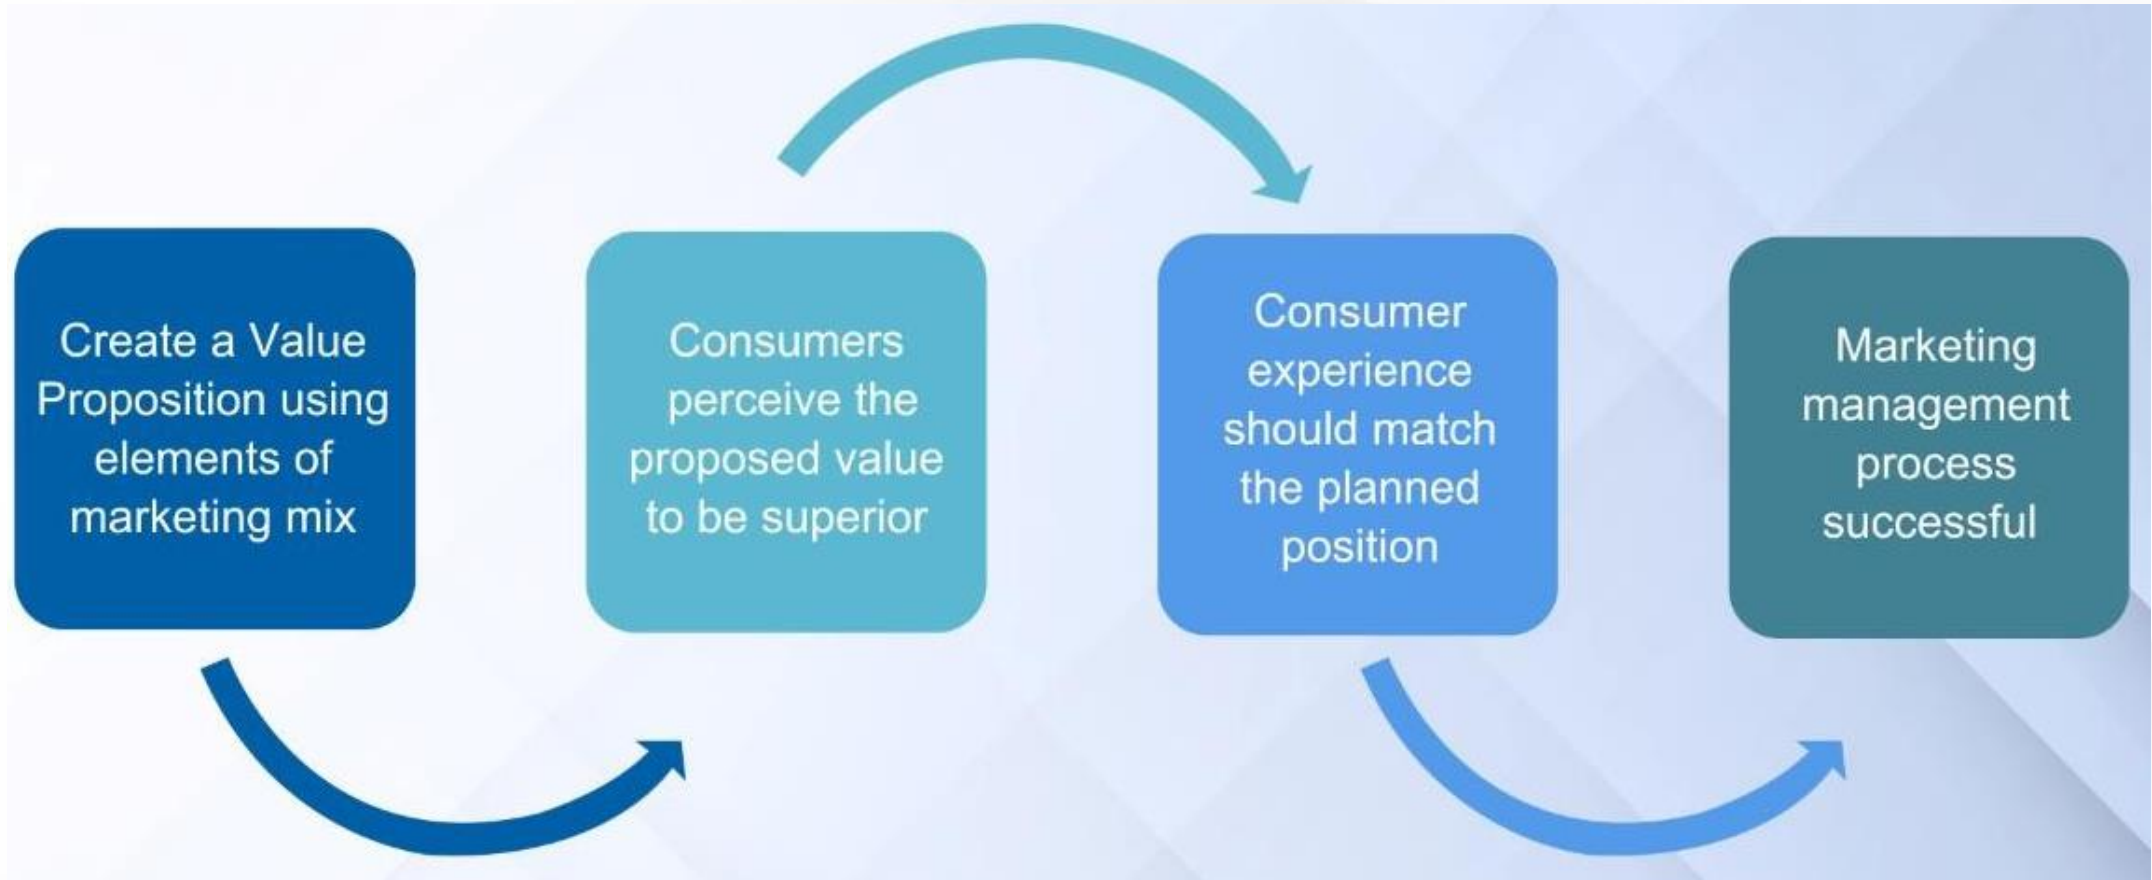 Create a Value
Proposition using
elements of
marketing mix
Consumers
perceive the
proposed value
to be superior
Consumer
experience
should match
the planned
position
Marketing
management
process
successful